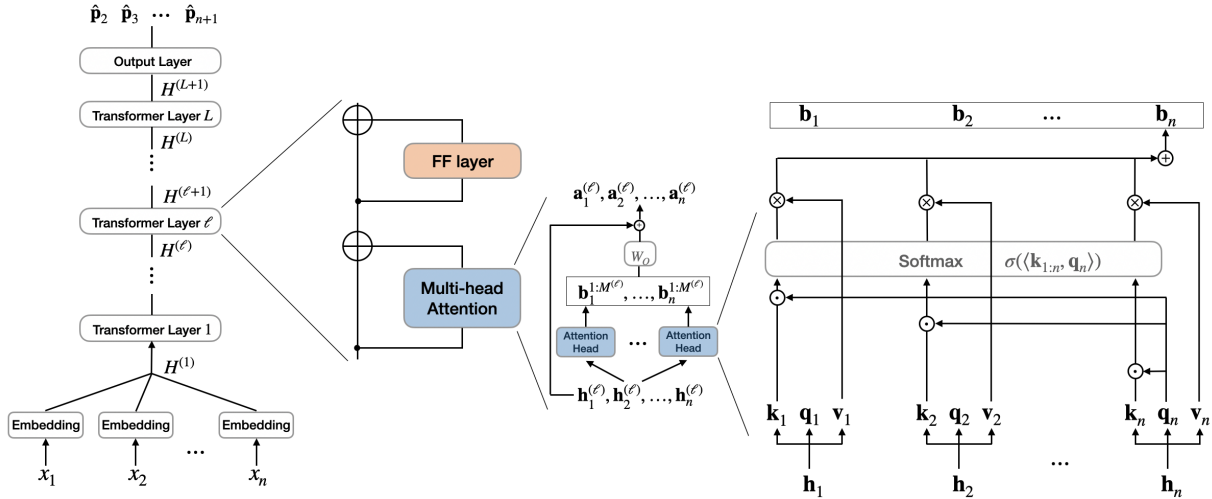 p̂₂ p̂₃ ⋯ p̂ₙ₊₁
Output Layer
H⁽ᴸ⁺¹⁾
Transformer Layer L
H⁽ᴸ⁾
⋮
H^(ℓ+1)
Transformer Layer ℓ
H^(ℓ)
⋮
Transformer Layer 1
H⁽¹⁾
Embedding Embedding Embedding
⋯
x₁ x₂ xₙ
FF layer
Multi-head
Attention
a₁^(ℓ), a₂^(ℓ), …, aₙ^(ℓ)
W_O
b₁^{1:M^(ℓ)}, …, bₙ^{1:M^(ℓ)}
Attention Head ⋯ Attention Head
h₁^(ℓ), h₂^(ℓ), …, hₙ^(ℓ)
b₁ b₂ ⋯ bₙ
Softmax σ(⟨k₁:ₙ, qₙ⟩)
k₁ q₁ v₁ k₂ q₂ v₂ kₙ qₙ vₙ
h₁ h₂ ⋯ hₙ